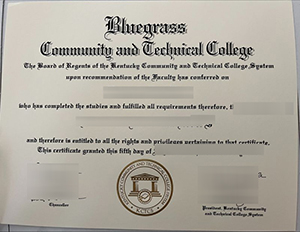 Bluegrass
Community and Technical College
The Board of Regents of the Kentucky Community and Technical College System
upon recommendation of the Faculty has conferred on
who has completed the studies and fulfilled all requirements therefore,
and therefore is entitled to all the rights and privileges pertaining to that certificate.
This certificate granted this fifth day of
Chancellor
President, Kentucky Community
and Technical College System
KCTCS